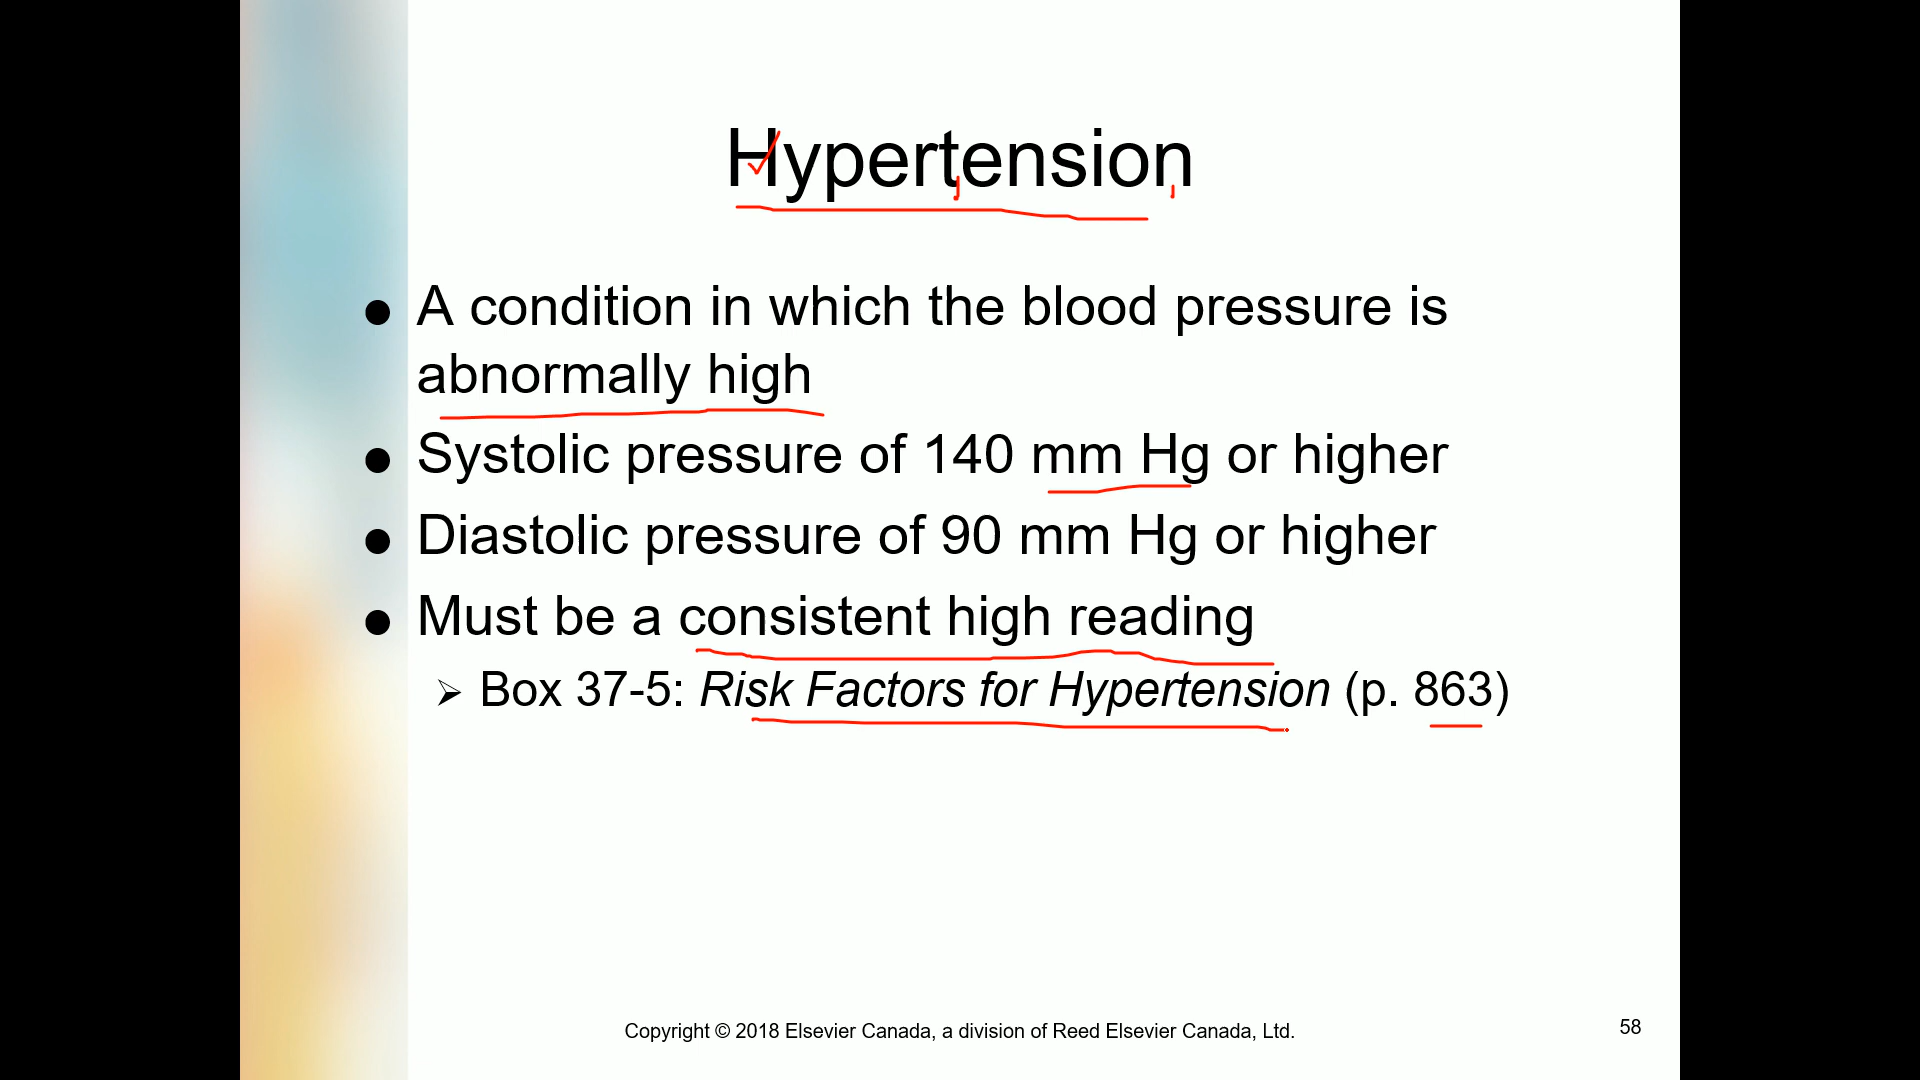 Hypertension
● A condition in which the blood pressure is
abnormally high
● Systolic pressure of 140 mm Hg or higher
● Diastolic pressure of 90 mm Hg or higher
● Must be a consistent high reading
➢ Box 37-5: Risk Factors for Hypertension (p. 863)
Copyright © 2018 Elsevier Canada, a division of Reed Elsevier Canada, Ltd.
58